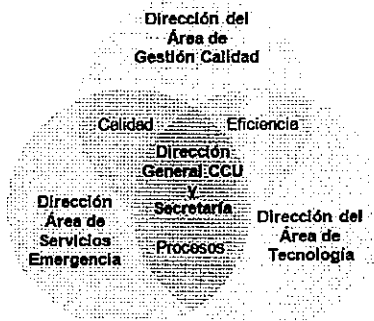 Dirección del
Área de
Gestión Calidad
Calidad
Eficiencia
Dirección
General CCU
y
Secretaría
Procesos
Dirección
Área de
Servicios
Emergencia
Dirección del
Área de
Tecnología